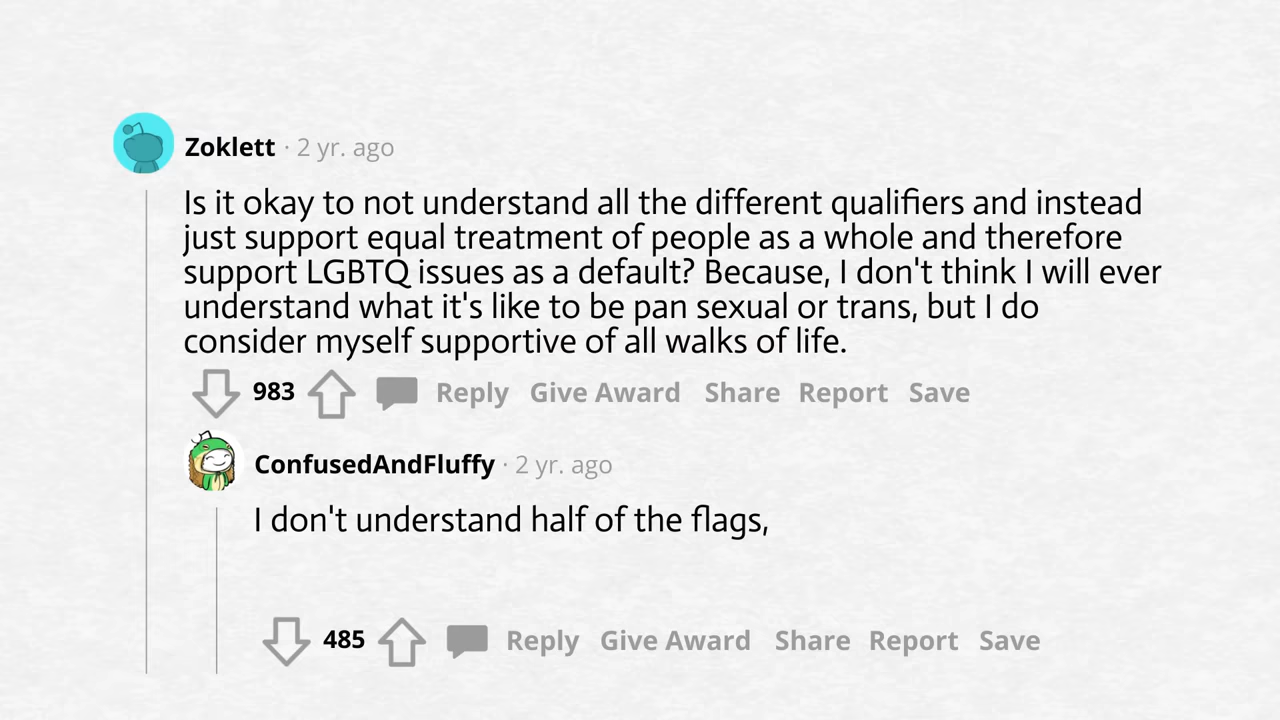 Zoklett · 2 yr. ago
Is it okay to not understand all the different qualifiers and instead
just support equal treatment of people as a whole and therefore
support LGBTQ issues as a default? Because, I don't think I will ever
understand what it's like to be pan sexual or trans, but I do
consider myself supportive of all walks of life.
983 Reply Give Award Share Report Save
ConfusedAndFluffy · 2 yr. ago
I don't understand half of the flags,
485 Reply Give Award Share Report Save